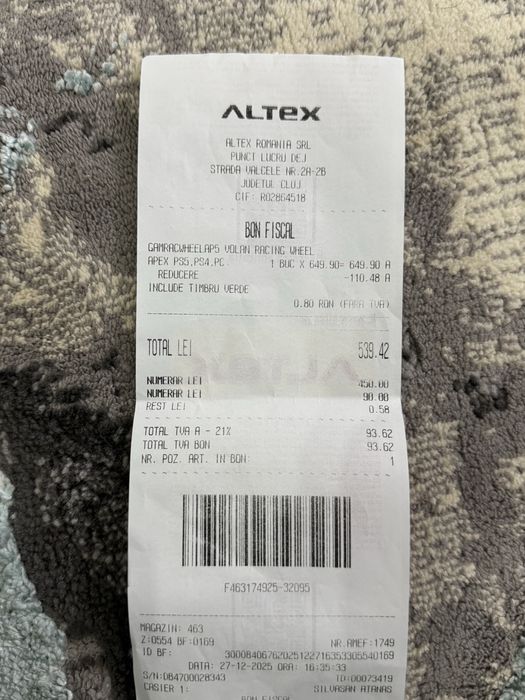 ALTEX
ALTEX ROMANIA SRL
PUNCT LUCRU DEJ
STRADA VALCELE NR.2A-2B
JUDETUL CLUJ
CIF: RO2864518
BON FISCAL
GAMRACWHEELAP5 VOLAN RACING WHEEL
APEX PS5,PS4,PC. 1 BUC X 649.90= 649.90 A
REDUCERE -110.48 A
INCLUDE TIMBRU VERDE
0.80 RON (FARA TVA)
TOTAL LEI 539.42
NUMERAR LEI 450.00
NUMERAR LEI 90.00
REST LEI 0.58
TOTAL TVA A - 21% 93.62
TOTAL TVA BON 93.62
NR. POZ. ART. IN BON: 1
F463174925-32095
MAGAZIN: 463
Z:0554 BF:0169 NR.AMEF:1749
ID BF: 3000840676202512271635330554​0169
DATA: 27-12-2025 ORA: 16:35:33
S/N:DB4700028343 ID:00073419
CASIER 1: SILVASAN ATANAS
BON FISCAL